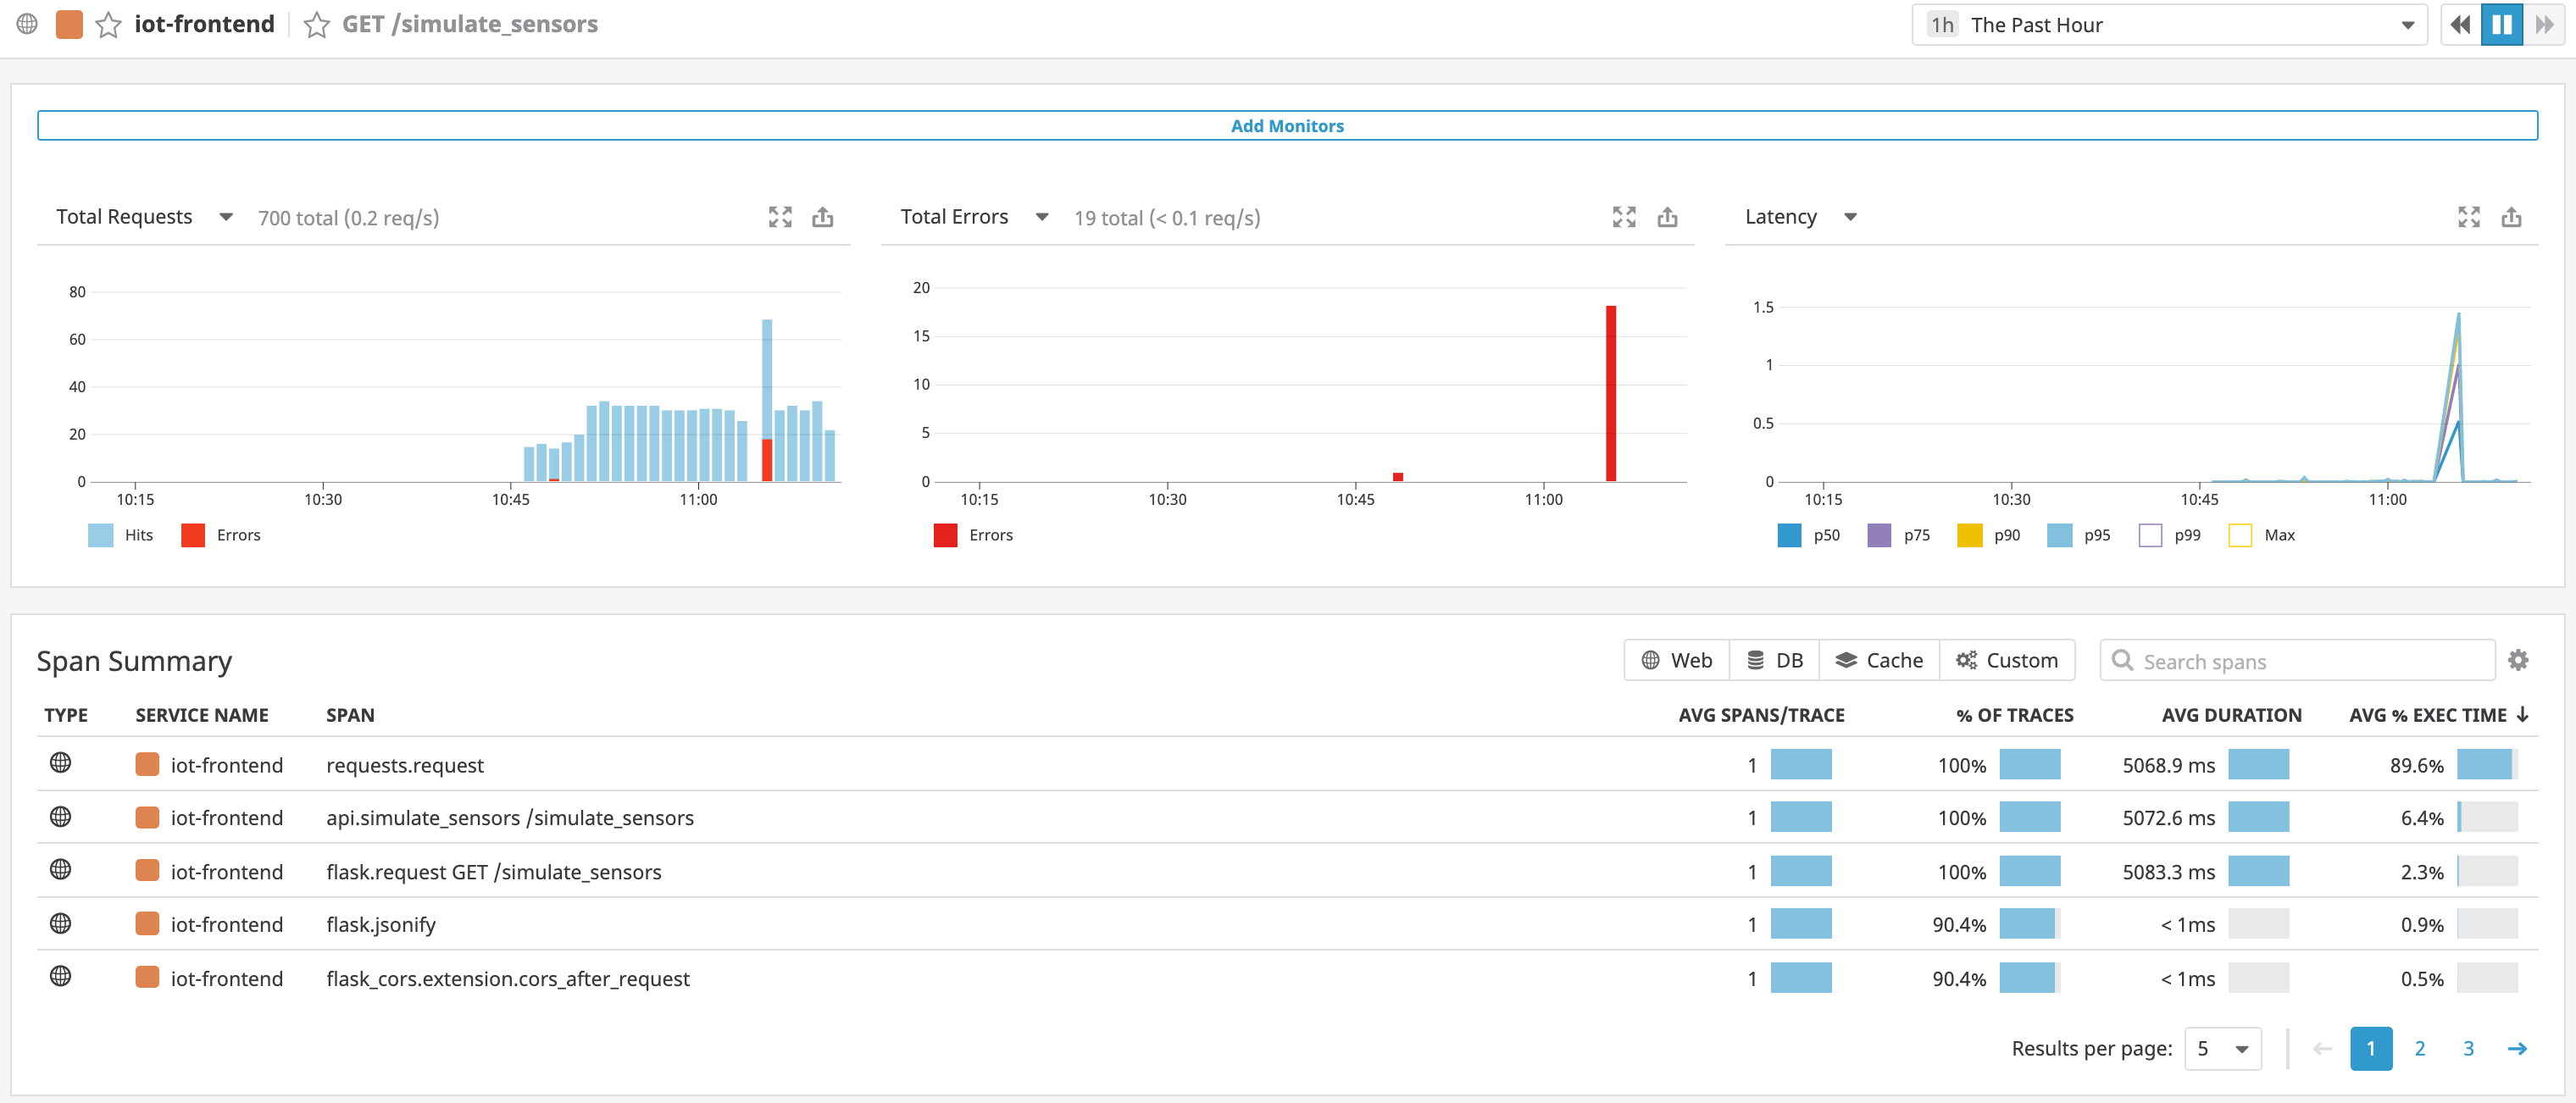 iot-frontend GET /simulate_sensors 1h The Past Hour
Add Monitors
Total Requests 700 total (0.2 req/s)
80
60
40
20
0
10:15 10:30 10:45 11:00
Hits Errors
Total Errors 19 total (< 0.1 req/s)
20
15
10
5
0
10:15 10:30 10:45 11:00
Errors
Latency
1.5
1
0.5
0
10:15 10:30 10:45 11:00
p50 p75 p90 p95 p99 Max
Span Summary Web DB Cache Custom Search spans
TYPE SERVICE NAME SPAN AVG SPANS/TRACE % OF TRACES AVG DURATION AVG % EXEC TIME ↓
iot-frontend requests.request 1 100% 5068.9 ms 89.6%
iot-frontend api.simulate_sensors /simulate_sensors 1 100% 5072.6 ms 6.4%
iot-frontend flask.request GET /simulate_sensors 1 100% 5083.3 ms 2.3%
iot-frontend flask.jsonify 1 90.4% < 1ms 0.9%
iot-frontend flask_cors.extension.cors_after_request 1 90.4% < 1ms 0.5%
Results per page: 5 ← 1 2 3 →